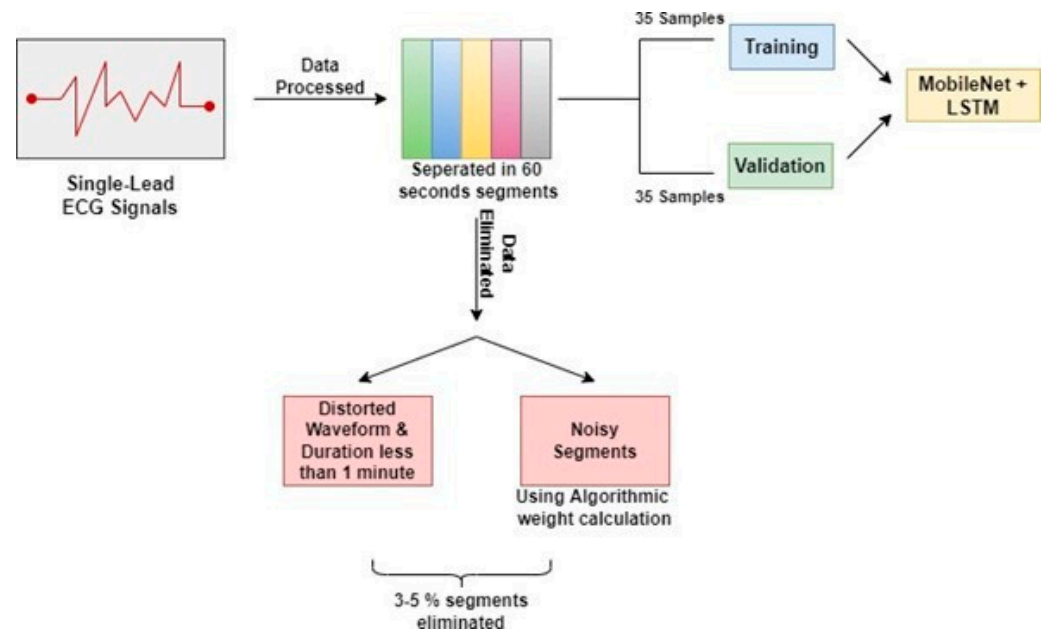 Single-Lead
ECG Signals
Data
Processed
Seperated in 60
seconds segments
35 Samples
Training
35 Samples
Validation
MobileNet +
LSTM
Data
Eliminated
Distorted
Waveform &
Duration less
than 1 minute
Noisy
Segments
Using Algorithmic
weight calculation
3-5 % segments
eliminated